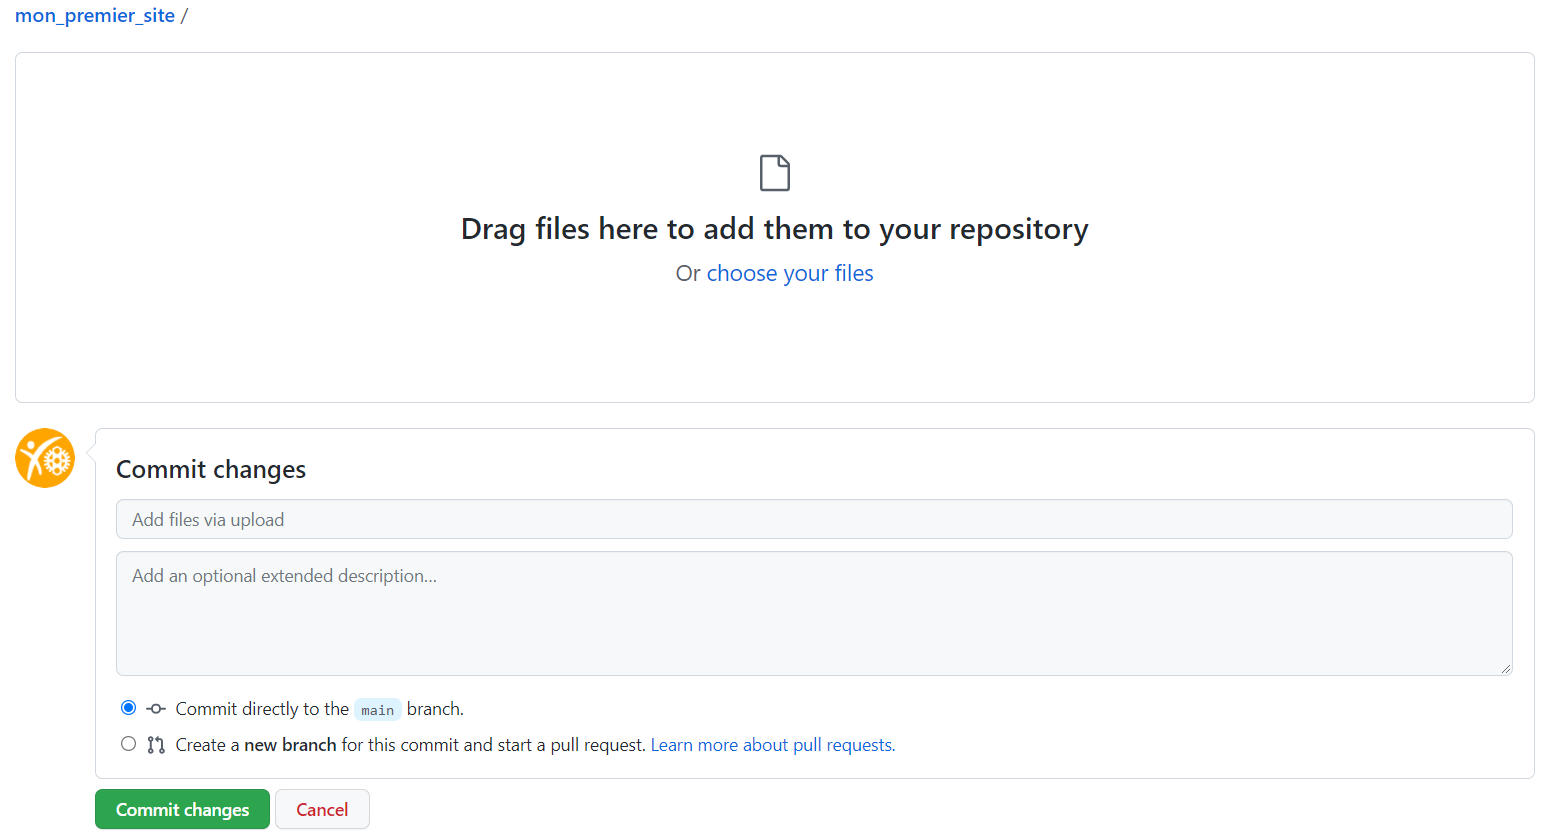 mon_premier_site /
Drag files here to add them to your repository
Or choose your files
Commit changes
Add files via upload
Add an optional extended description...
Commit directly to the main branch.
Create a new branch for this commit and start a pull request. Learn more about pull requests.
Commit changes Cancel